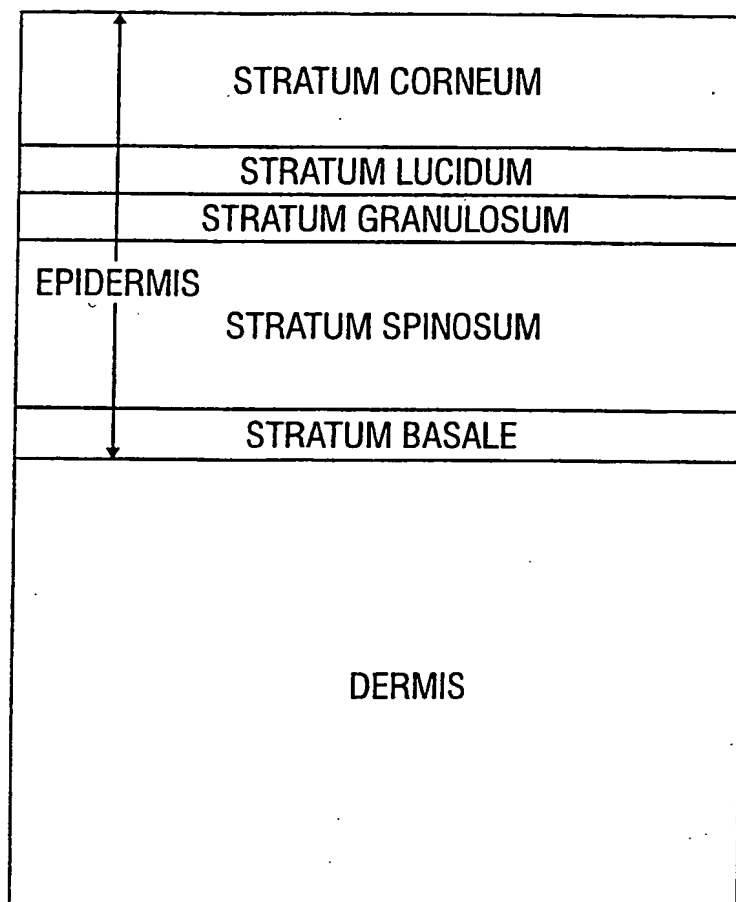 STRATUM CORNEUM
STRATUM LUCIDUM
STRATUM GRANULOSUM
EPIDERMIS
STRATUM SPINOSUM
STRATUM BASALE
DERMIS